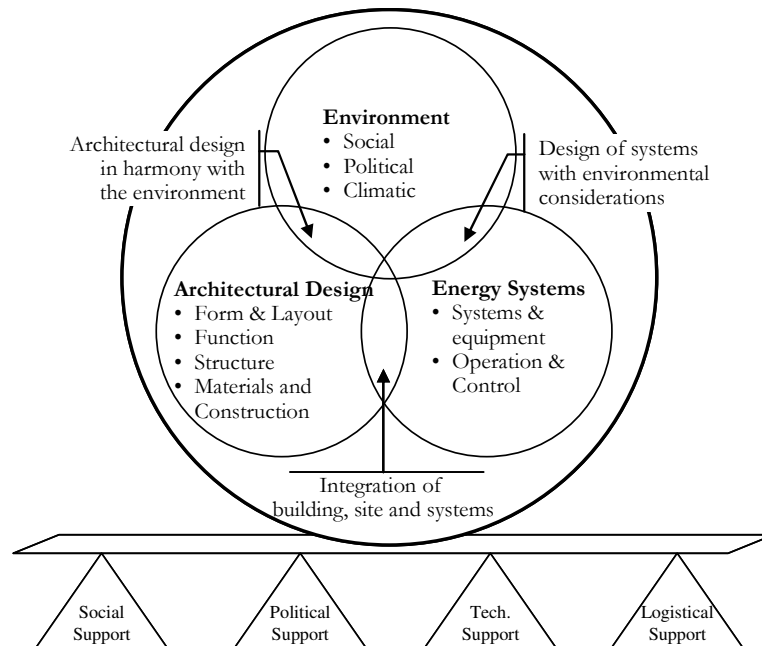 Environment
• Social
• Political
• Climatic
Architectural design
in harmony with
the environment
Design of systems
with environmental
considerations
Architectural Design
• Form & Layout
• Function
• Structure
• Materials and
Construction
Energy Systems
• Systems &
equipment
• Operation &
Control
Integration of
building, site and systems
Social
Support
Political
Support
Tech.
Support
Logistical
Support